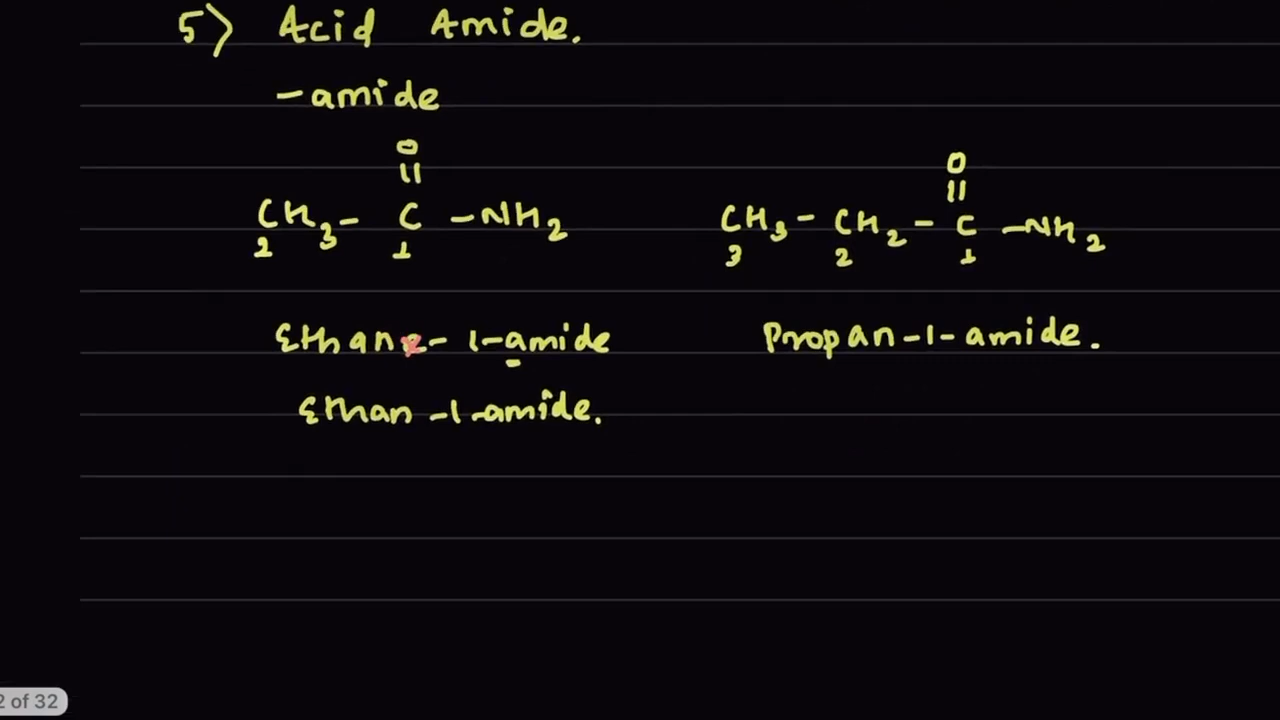 5) Acid Amide.
-amide
O O
|| ||
CH3 - C - NH2 CH3 - CH2 - C - NH2
2 1 3 2 1
Ethane - 1-amide Propan-1-amide.
Ethan -1-amide.
2 of 32